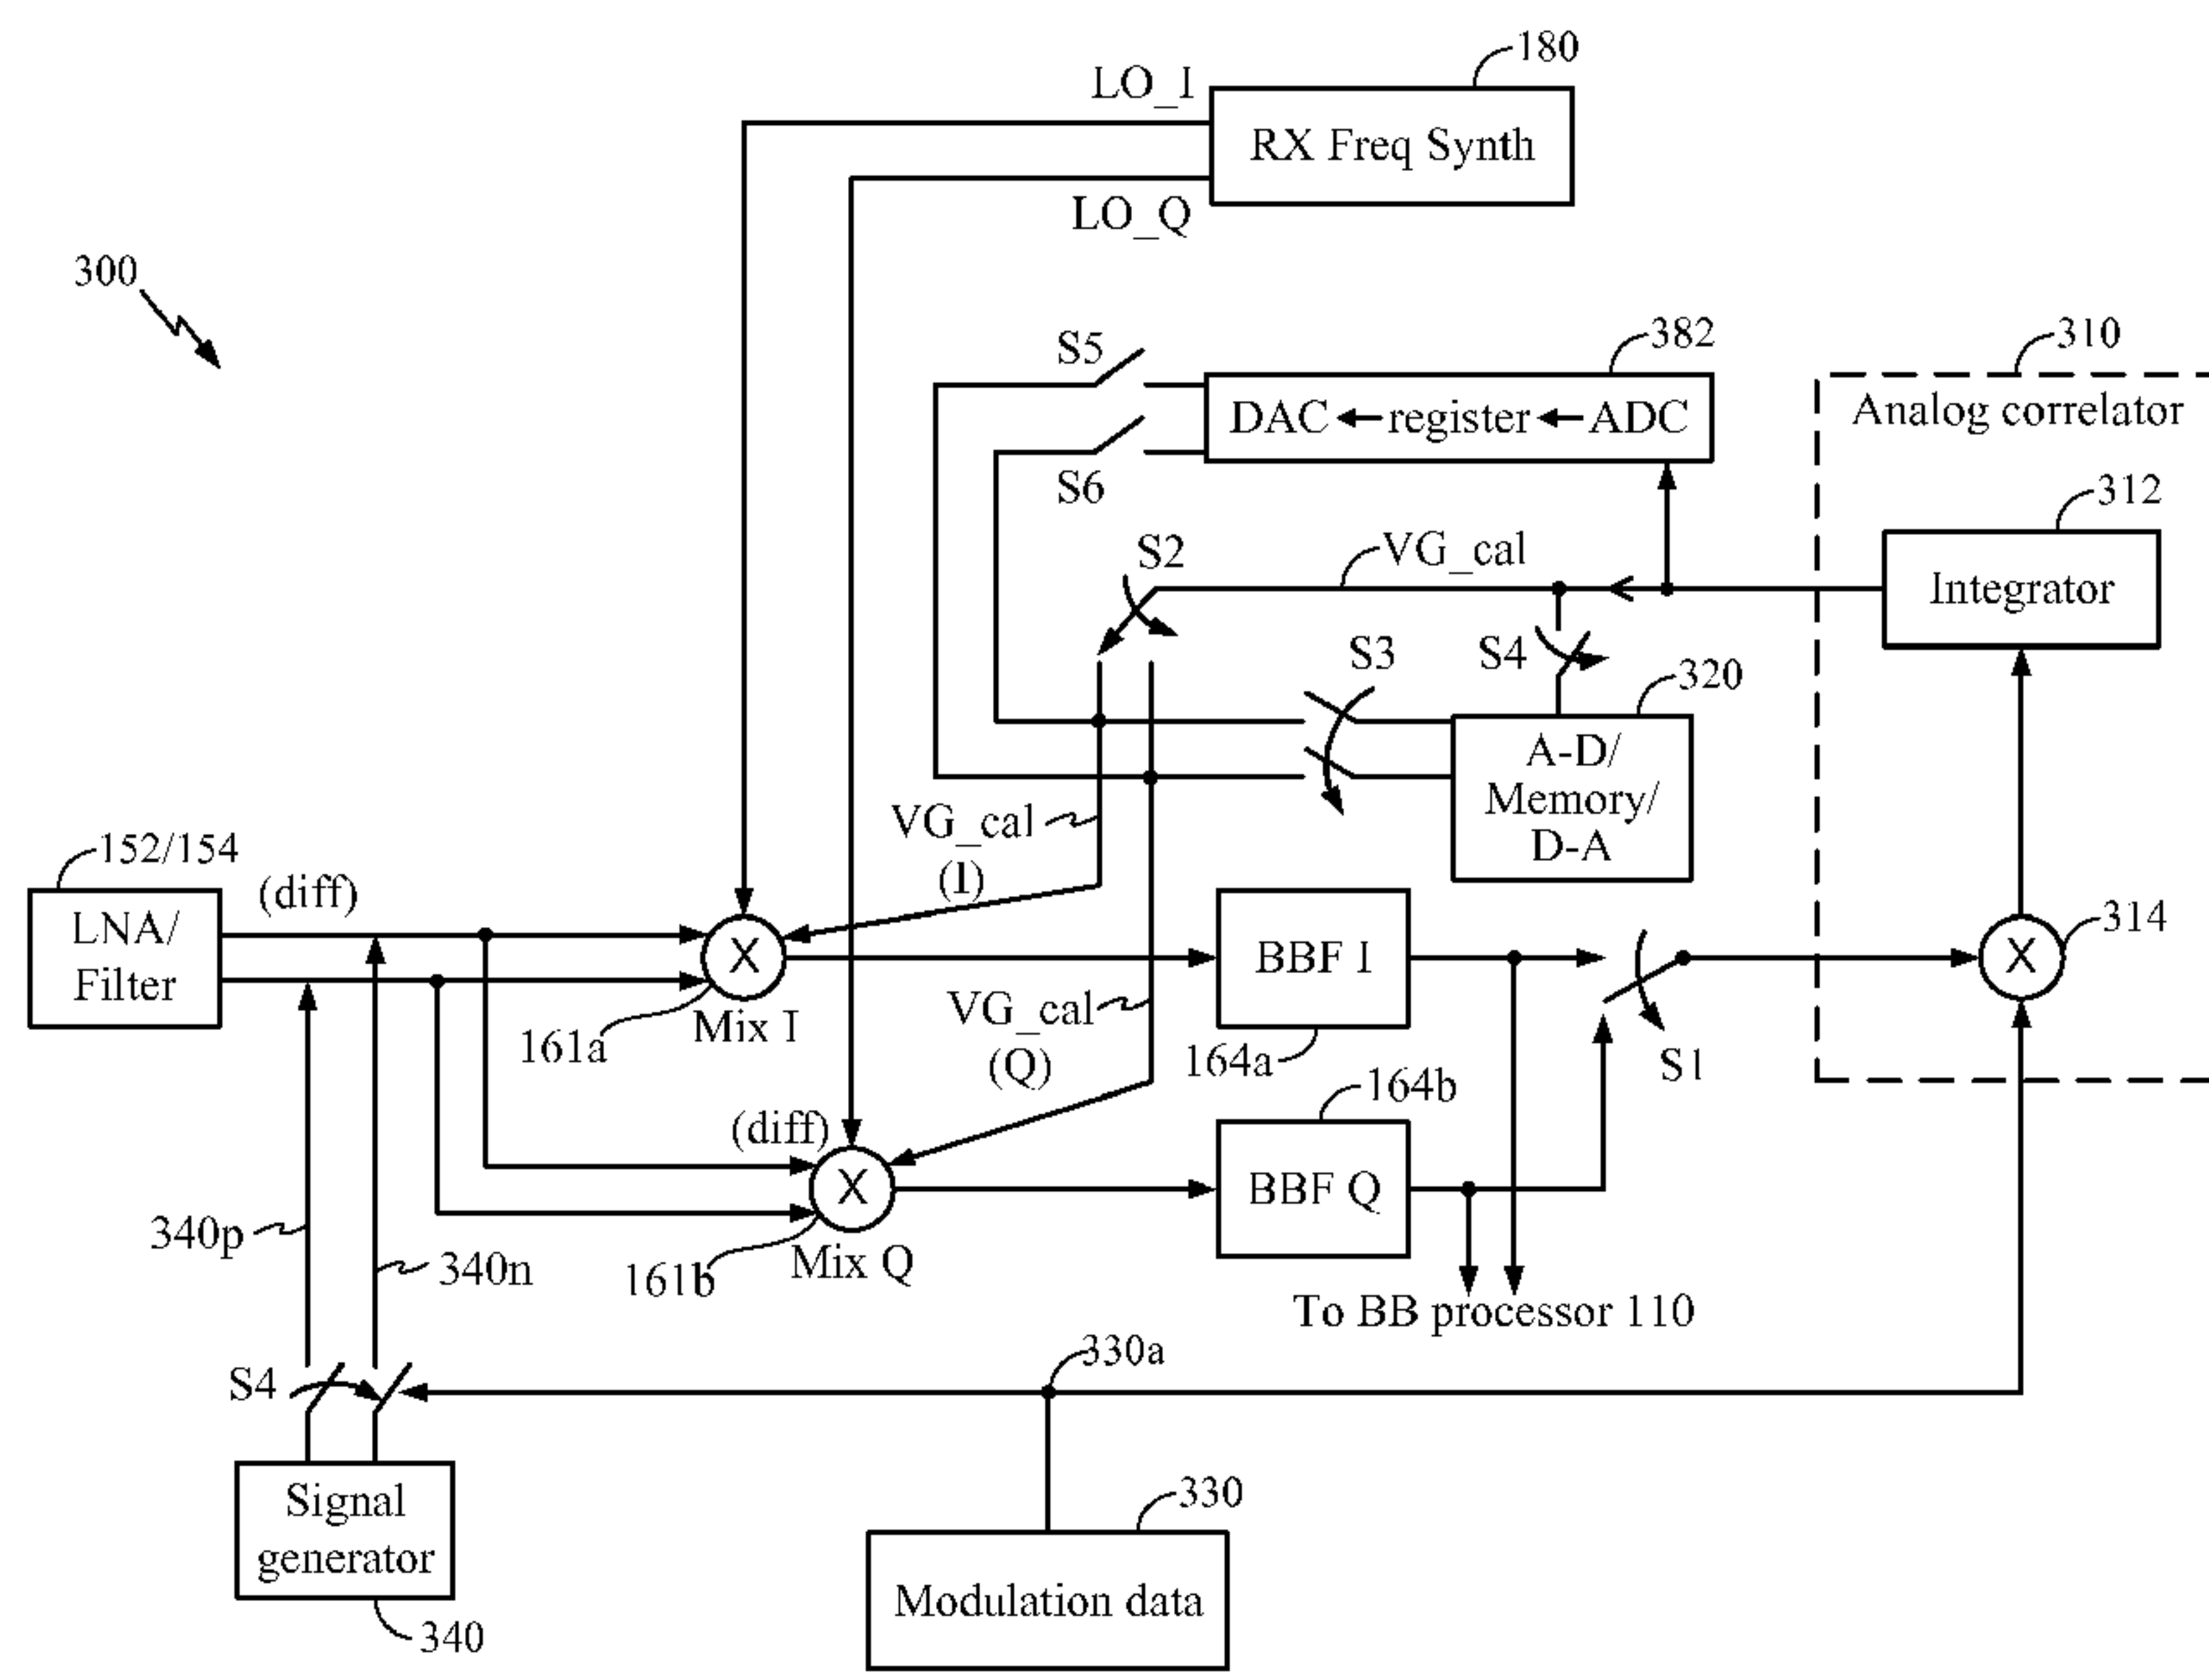 180
LO_I
RX Freq Synth
LO_Q
300
S5
382
310
DAC register ADC
Analog correlator
S6
312
S2
VG_cal
Integrator
S3
S4
320
A-D/
Memory/
D-A
VG_cal
(I)
152/154
(diff)
LNA/
Filter
X
161a
Mix I
BBF I
164a
314
X
S1
VG_cal
(Q)
164b
(diff)
X
161b
Mix Q
BBF Q
340p
340n
To BB processor 110
S4
330a
Signal
generator
340
330
Modulation data